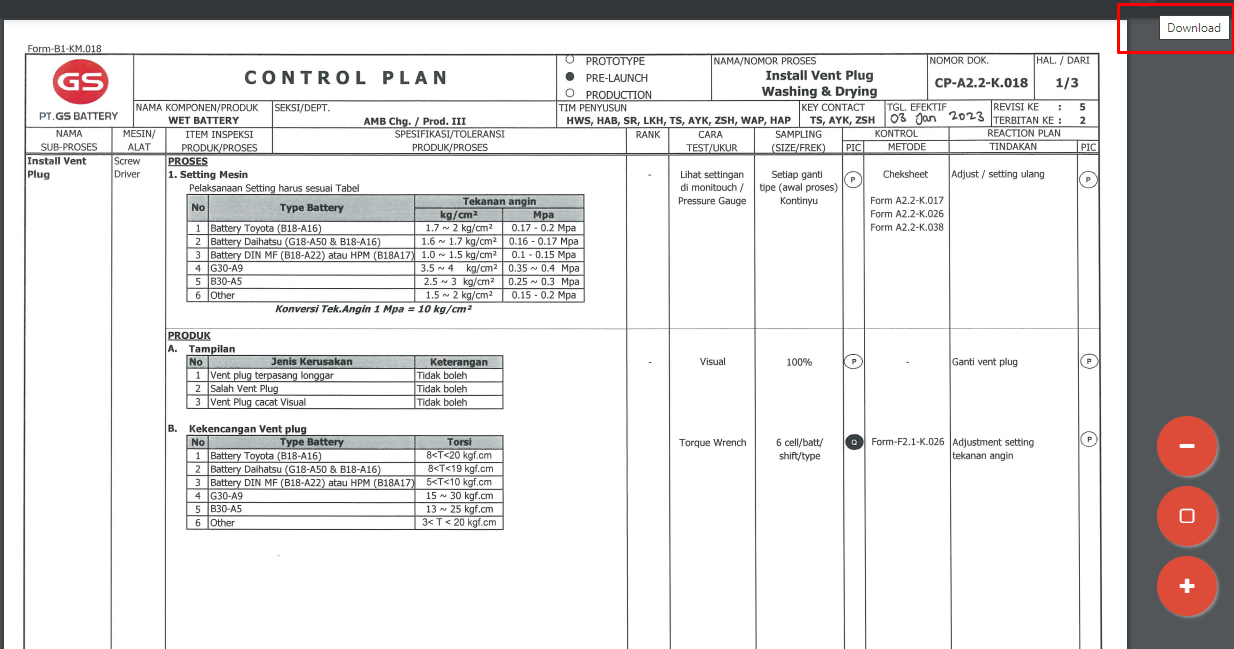 Download
Form-B1-KM.018
GS
PT.GS BATTERY
CONTROL PLAN
PROTOTYPE
PRE-LAUNCH
PRODUCTION
NAMA/NOMOR PROSES
Install Vent Plug
Washing & Drying
NOMOR DOK.
CP-A2.2-K.018
HAL. / DARI
1/3
NAMA KOMPONEN/PRODUK
WET BATTERY
SEKSI/DEPT.
AMB Chg. / Prod. III
TIM PENYUSUN
HWS, HAB, SR, LKH, TS, AYK, ZSH, WAP, HAP
KEY CONTACT
TS, AYK, ZSH
TGL. EFEKTIF
03 Jan 2023
REVISI KE : 5
TERBITAN KE : 2
NAMA
SUB-PROSES
MESIN/
ALAT
ITEM INSPEKSI
PRODUK/PROSES
SPESIFIKASI/TOLERANSI
PRODUK/PROSES
RANK
CARA
TEST/UKUR
SAMPLING
(SIZE/FREK)
PIC
KONTROL
METODE
REACTION PLAN
TINDAKAN
PIC
Install Vent
Plug
Screw
Driver
PROSES
1. Setting Mesin
Pelaksanaan Setting harus sesuai Tabel
No Type Battery Tekanan angin
kg/cm² Mpa
1 Battery Toyota (B18-A16) 1.7 ~ 2 kg/cm² 0.17 - 0.2 Mpa
2 Battery Daihatsu (G18-A50 & B18-A16) 1.6 ~ 1.7 kg/cm² 0.16 - 0.17 Mpa
3 Battery DIN MF (B18-A22) atau HPM (B18A17) 1.0 ~ 1.5 kg/cm² 0.1 - 0.15 Mpa
4 G30-A9 3.5 ~ 4 kg/cm² 0.35 ~ 0.4 Mpa
5 B30-A5 2.5 ~ 3 kg/cm² 0.25 ~ 0.3 Mpa
6 Other 1.5 ~ 2 kg/cm² 0.15 - 0.2 Mpa
Konversi Tek.Angin 1 Mpa = 10 kg/cm²
-
Lihat settingan
di monitouch /
Pressure Gauge
Setiap ganti
tipe (awal proses)
Kontinyu
P
Cheksheet
Form A2.2-K.017
Form A2.2-K.026
Form A2.2-K.038
Adjust / setting ulang
P
PRODUK
A. Tampilan
No Jenis Kerusakan Keterangan
1 Vent plug terpasang longgar Tidak boleh
2 Salah Vent Plug Tidak boleh
3 Vent Plug cacat Visual Tidak boleh
-
Visual
100%
P
-
Ganti vent plug
P
B. Kekencangan Vent plug
No Type Battery Torsi
1 Battery Toyota (B18-A16) 8<T<20 kgf.cm
2 Battery Daihatsu (G18-A50 & B18-A16) 8<T<19 kgf.cm
3 Battery DIN MF (B18-A22) atau HPM (B18A17) 5<T<10 kgf.cm
4 G30-A9 15 ~ 30 kgf.cm
5 B30-A5 13 ~ 25 kgf.cm
6 Other 3< T < 20 kgf.cm
Torque Wrench
6 cell/batt/
shift/type
Q
Form-F2.1-K.026
Adjustment setting
tekanan angin
P